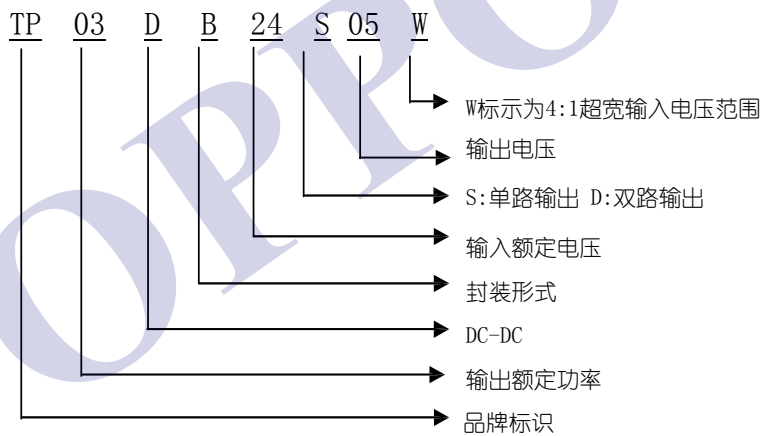 TP 03 D B 24 S 05 W
W标示为4:1超宽输入电压范围
输出电压
S:单路输出 D:双路输出
输入额定电压
封装形式
DC-DC
输出额定功率
品牌标识
OPPO